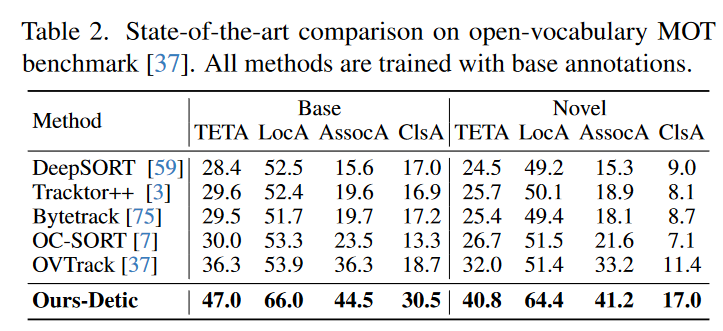 Table 2. State-of-the-art comparison on open-vocabulary MOT
benchmark [37]. All methods are trained with base annotations.
Method Base Novel
TETA LocA AssocA ClsA TETA LocA AssocA ClsA
DeepSORT [59] 28.4 52.5 15.6 17.0 24.5 49.2 15.3 9.0
Tracktor++ [3] 29.6 52.4 19.6 16.9 25.7 50.1 18.9 8.1
Bytetrack [75] 29.5 51.7 19.7 17.2 25.4 49.4 18.1 8.7
OC-SORT [7] 30.0 53.3 23.5 13.3 26.7 51.5 21.6 7.1
OVTrack [37] 36.3 53.9 36.3 18.7 32.0 51.4 33.2 11.4
Ours-Detic 47.0 66.0 44.5 30.5 40.8 64.4 41.2 17.0